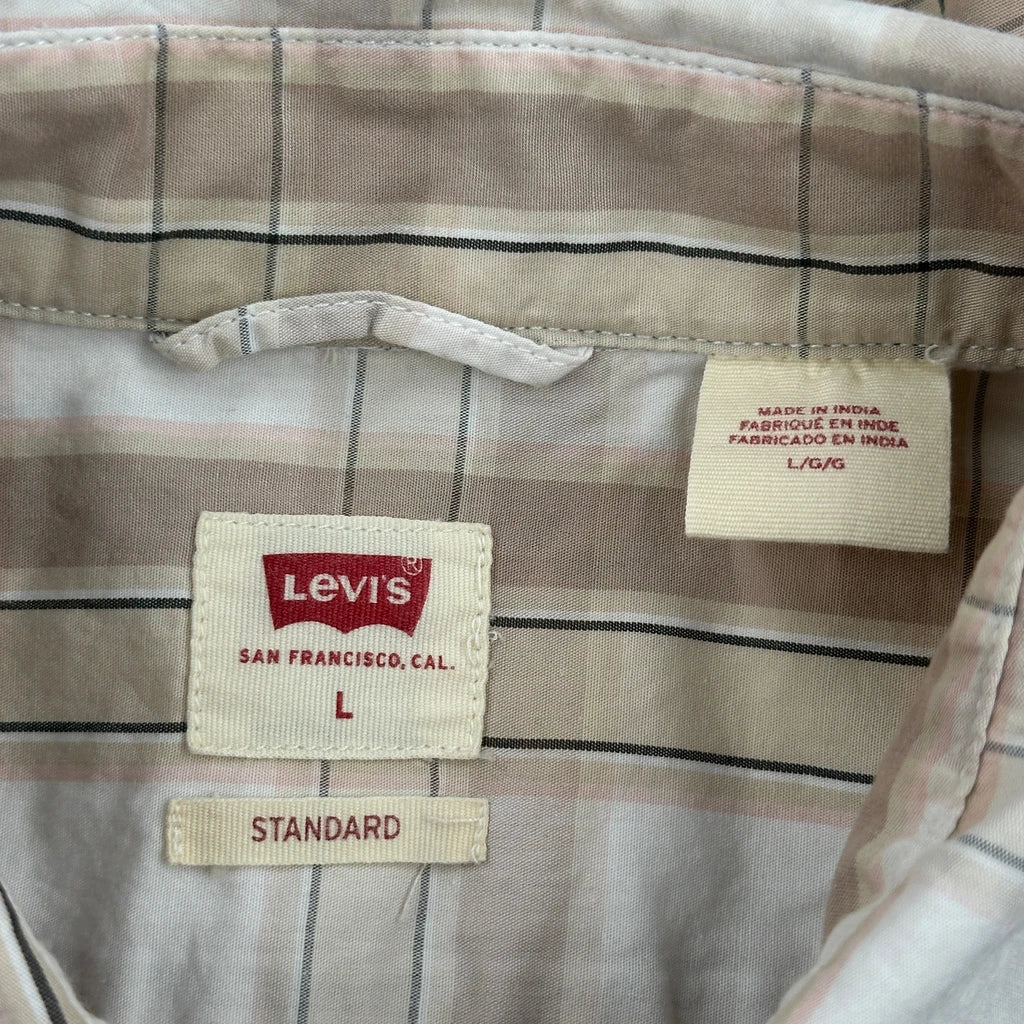 MADE IN INDIA
FABRIQUÉ EN INDE
FABRICADO EN INDIA
L/G/G
LEVI'S®
SAN FRANCISCO, CAL.
L
STANDARD